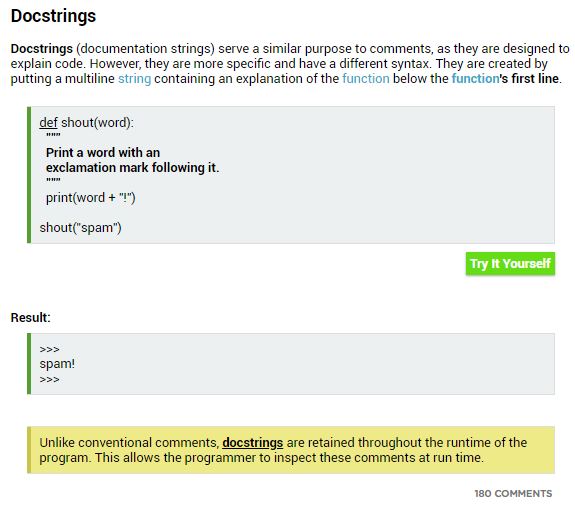 Docstrings
Docstrings (documentation strings) serve a similar purpose to comments, as they are designed to
explain code. However, they are more specific and have a different syntax. They are created by
putting a multiline string containing an explanation of the function below the function's first line.
def shout(word):
"""
Print a word with an
exclamation mark following it.
"""
print(word + "!")
shout("spam")
Try It Yourself
Result:
>>>
spam!
>>>
Unlike conventional comments, docstrings are retained throughout the runtime of the
program. This allows the programmer to inspect these comments at run time.
180 COMMENTS